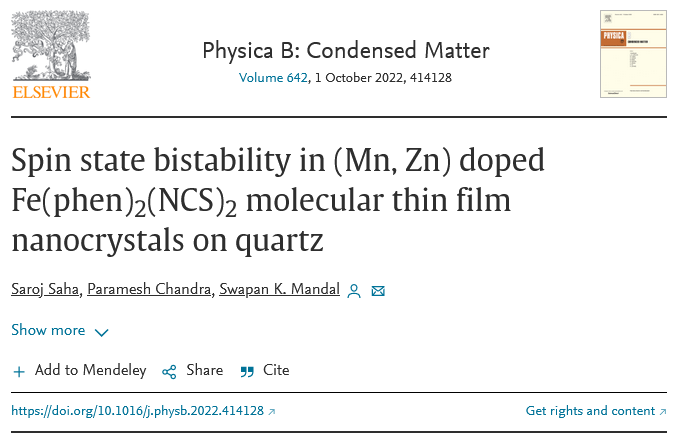 Physica B: Condensed Matter
Volume 642, 1 October 2022, 414128
ELSEVIER
PHYSICA
Spin state bistability in (Mn, Zn) doped
Fe(phen)₂(NCS)₂ molecular thin film
nanocrystals on quartz
Saroj Saha, Paramesh Chandra, Swapan K. Mandal
Show more
Add to Mendeley Share Cite
https://doi.org/10.1016/j.physb.2022.414128 Get rights and content